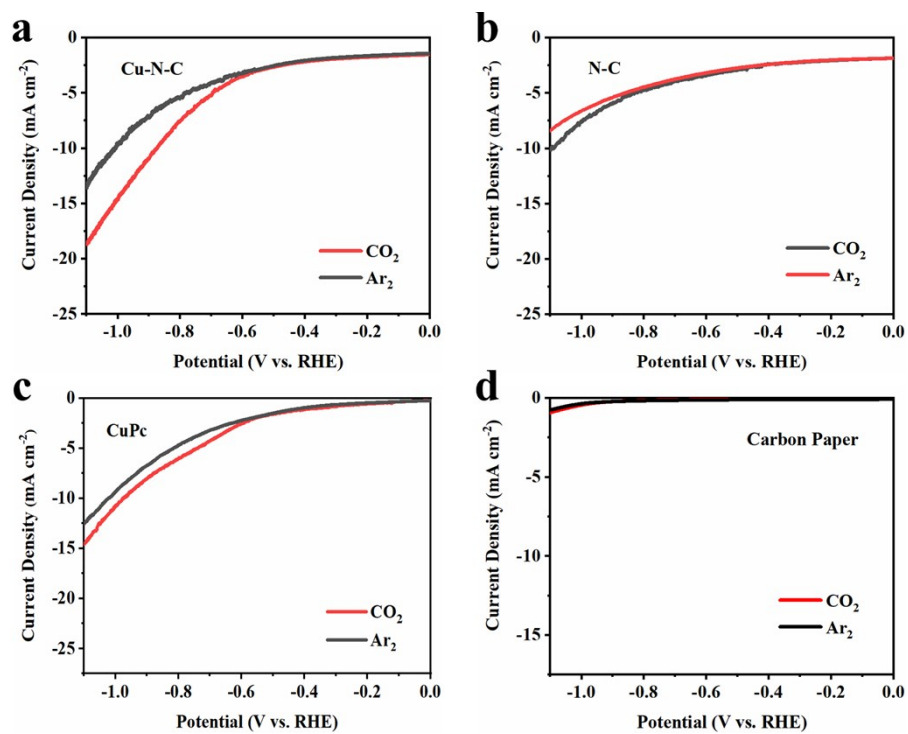 a
Cu-N-C
0
-5
-10
-15
-20
-25
Current Density (mA cm⁻²)
CO₂
Ar₂
-1.0 -0.8 -0.6 -0.4 -0.2 0.0
Potential (V vs. RHE)
b
N-C
0
-5
-10
-15
-20
-25
Current Density (mA cm⁻²)
CO₂
Ar₂
-1.0 -0.8 -0.6 -0.4 -0.2 0.0
Potential (V vs. RHE)
c
CuPc
0
-5
-10
-15
-20
-25
Current Density (mA cm⁻²)
CO₂
Ar₂
-1.0 -0.8 -0.6 -0.4 -0.2 0.0
Potential (V vs. RHE)
d
Carbon Paper
0
-5
-10
-15
Current Density (mA cm⁻²)
CO₂
Ar₂
-1.0 -0.8 -0.6 -0.4 -0.2 0.0
Potential (V vs. RHE)